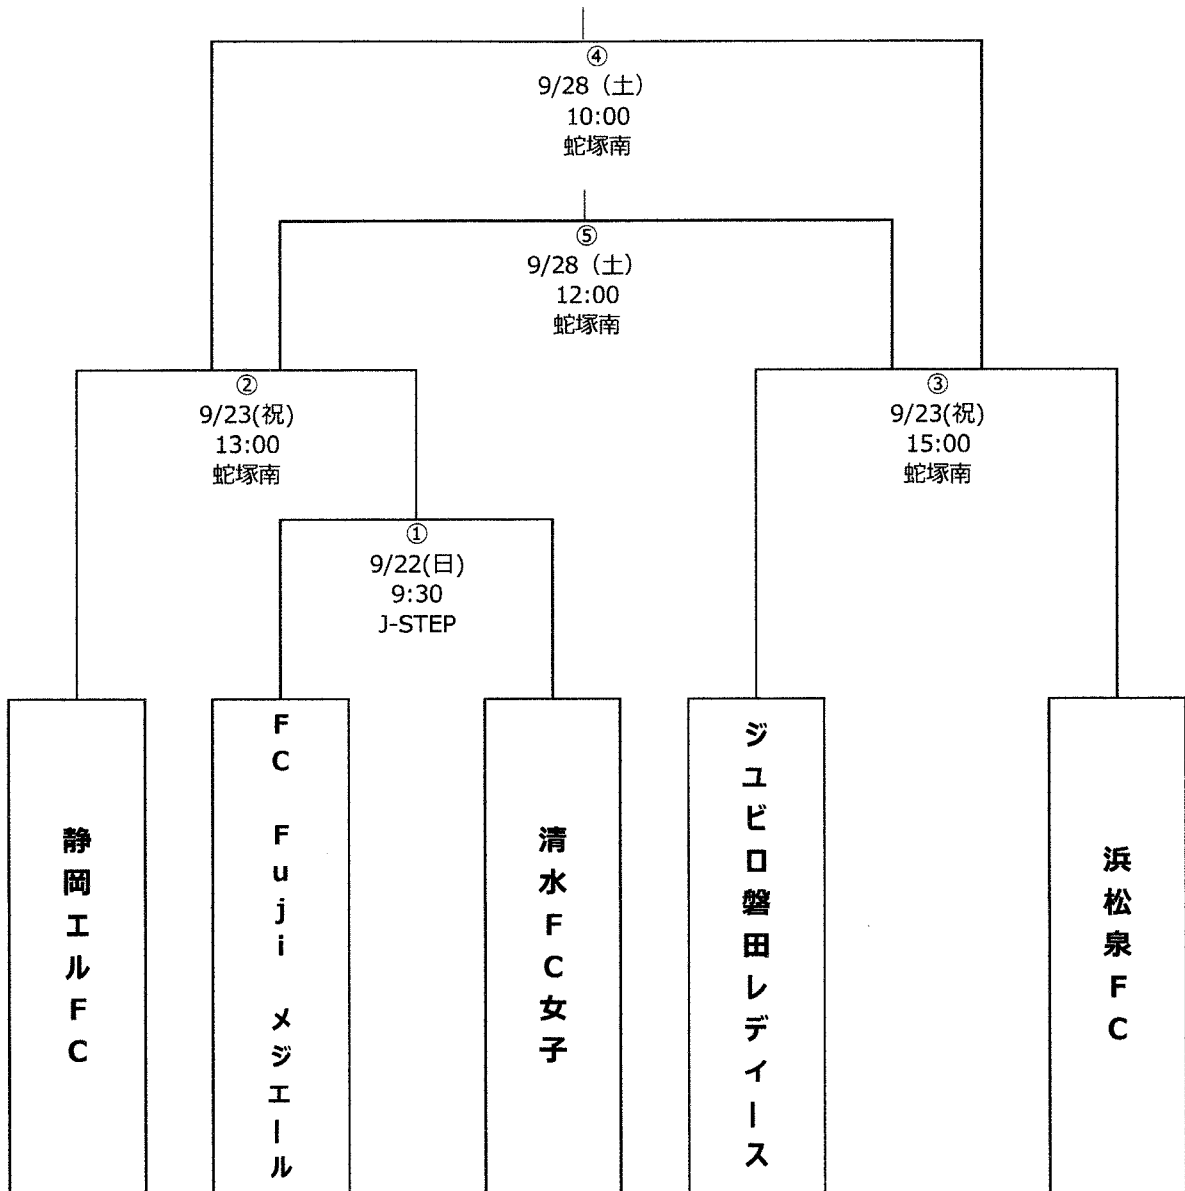 ④
9/28（土）
10:00
蛇塚南
⑤
9/28（土）
12:00
蛇塚南
②
9/23(祝)
13:00
蛇塚南
③
9/23(祝)
15:00
蛇塚南
①
9/22(日)
9:30
J-STEP
静岡エルFC
FC Fuji メジエール
清水FC女子
ジユビロ磐田レデイース
浜松泉FC